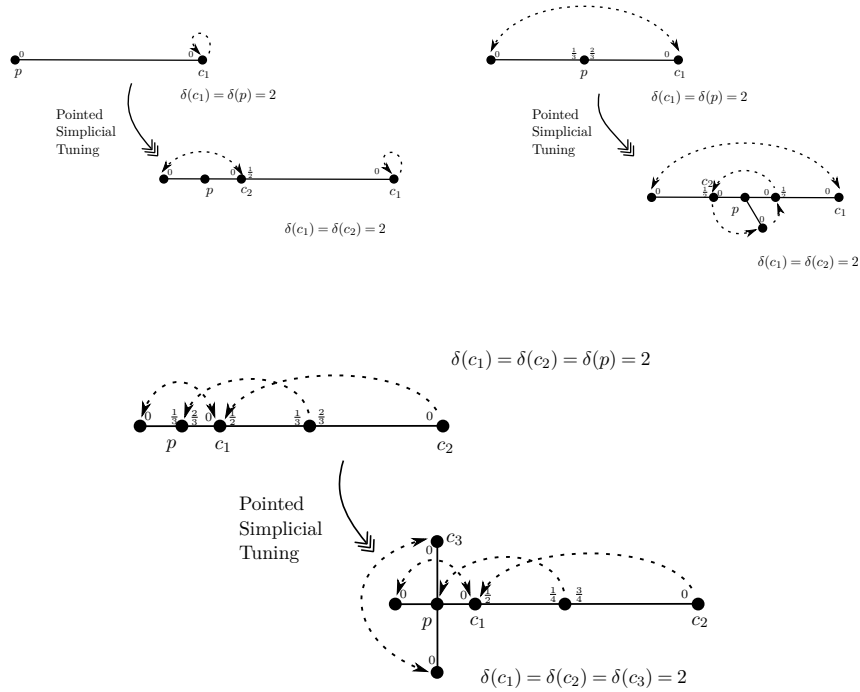 0 0
p c₁
δ(c₁) = δ(p) = 2
Pointed
Simplicial
Tuning
0 0 ½ 0
p c₂ c₁
δ(c₁) = δ(c₂) = 2
0 ⅓ ⅔ 0
p c₁
δ(c₁) = δ(p) = 2
Pointed
Simplicial
Tuning
c₂
0 ½ 0 0 ½ 0
p 0 c₁
δ(c₁) = δ(c₂) = 2
δ(c₁) = δ(c₂) = δ(p) = 2
0 ⅓ ⅔ 0 ½ ⅓ ⅔ 0
p c₁ c₂
Pointed
Simplicial
Tuning
c₃
0
0 0 ½ ¼ ¾ 0
p c₁ c₂
0
δ(c₁) = δ(c₂) = δ(c₃) = 2